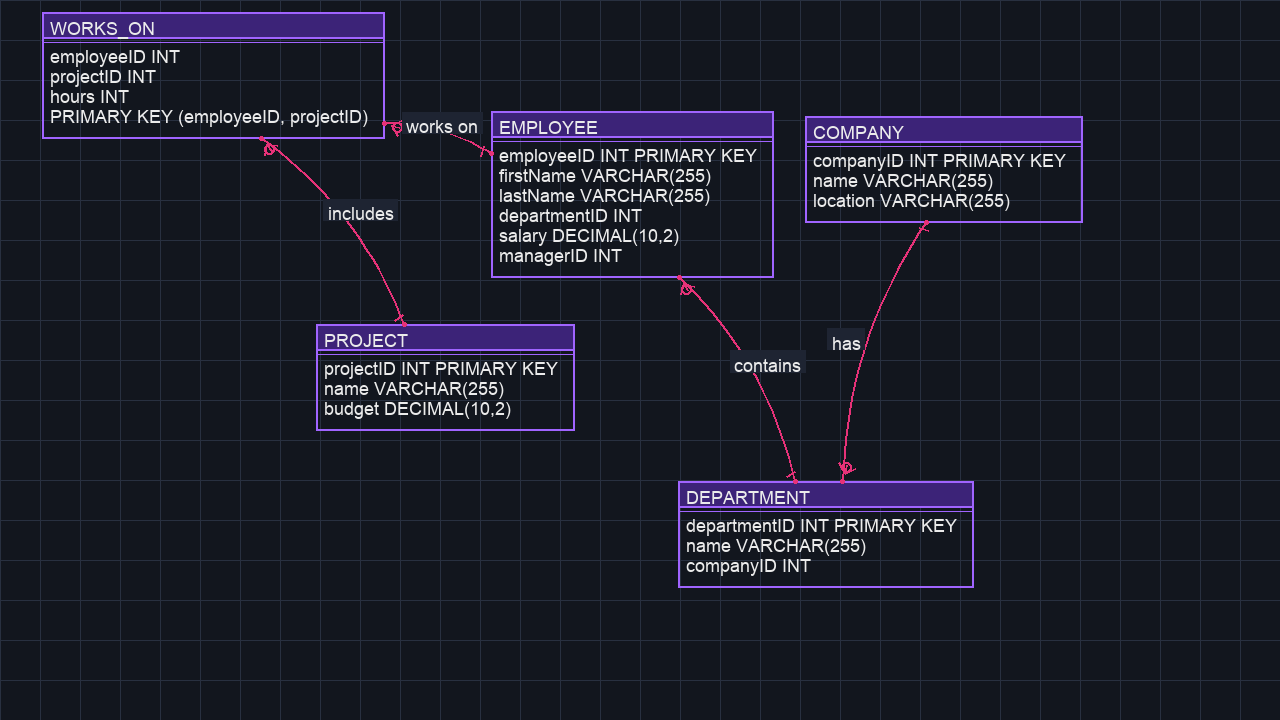 WORKS_ON
employeeID INT
projectID INT
hours INT
PRIMARY KEY (employeeID, projectID)
works on
EMPLOYEE
employeeID INT PRIMARY KEY
firstName VARCHAR(255)
lastName VARCHAR(255)
departmentID INT
salary DECIMAL(10,2)
managerID INT
COMPANY
companyID INT PRIMARY KEY
name VARCHAR(255)
location VARCHAR(255)
includes
PROJECT
projectID INT PRIMARY KEY
name VARCHAR(255)
budget DECIMAL(10,2)
contains
has
DEPARTMENT
departmentID INT PRIMARY KEY
name VARCHAR(255)
companyID INT